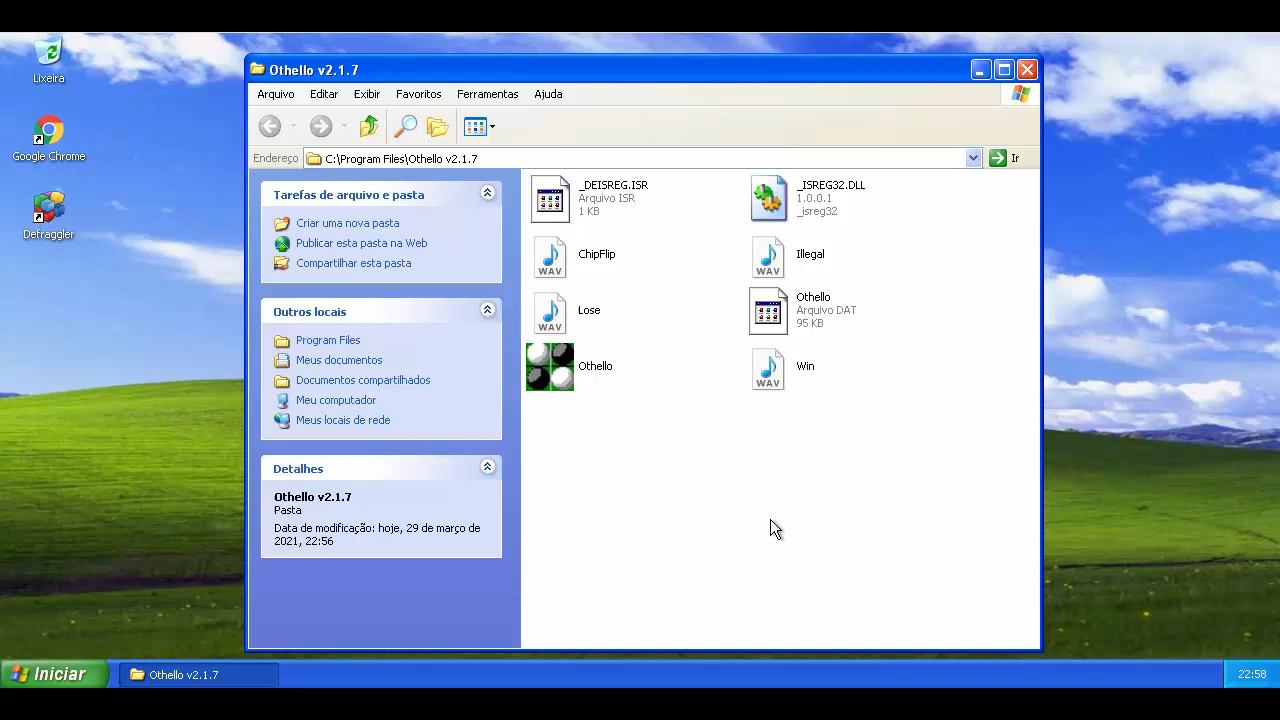 Lixeira
Google Chrome
Defraggler
Othello v2.1.7
Arquivo Editar Exibir Favoritos Ferramentas Ajuda
Endereço C:\Program Files\Othello v2.1.7 Ir
Tarefas de arquivo e pasta
Criar uma nova pasta
Publicar esta pasta na Web
Compartilhar esta pasta
Outros locais
Program Files
Meus documentos
Documentos compartilhados
Meu computador
Meus locais de rede
Detalhes
Othello v2.1.7
Pasta
Data de modificação: hoje, 29 de março de
2021, 22:56
_DEISREG.ISR
Arquivo ISR
1 KB
_ISREG32.DLL
1.0.0.1
_isreg32
WAV
ChipFlip
WAV
Illegal
WAV
Lose
Othello
Arquivo DAT
95 KB
Othello
WAV
Win
Iniciar
Othello v2.1.7
22:58